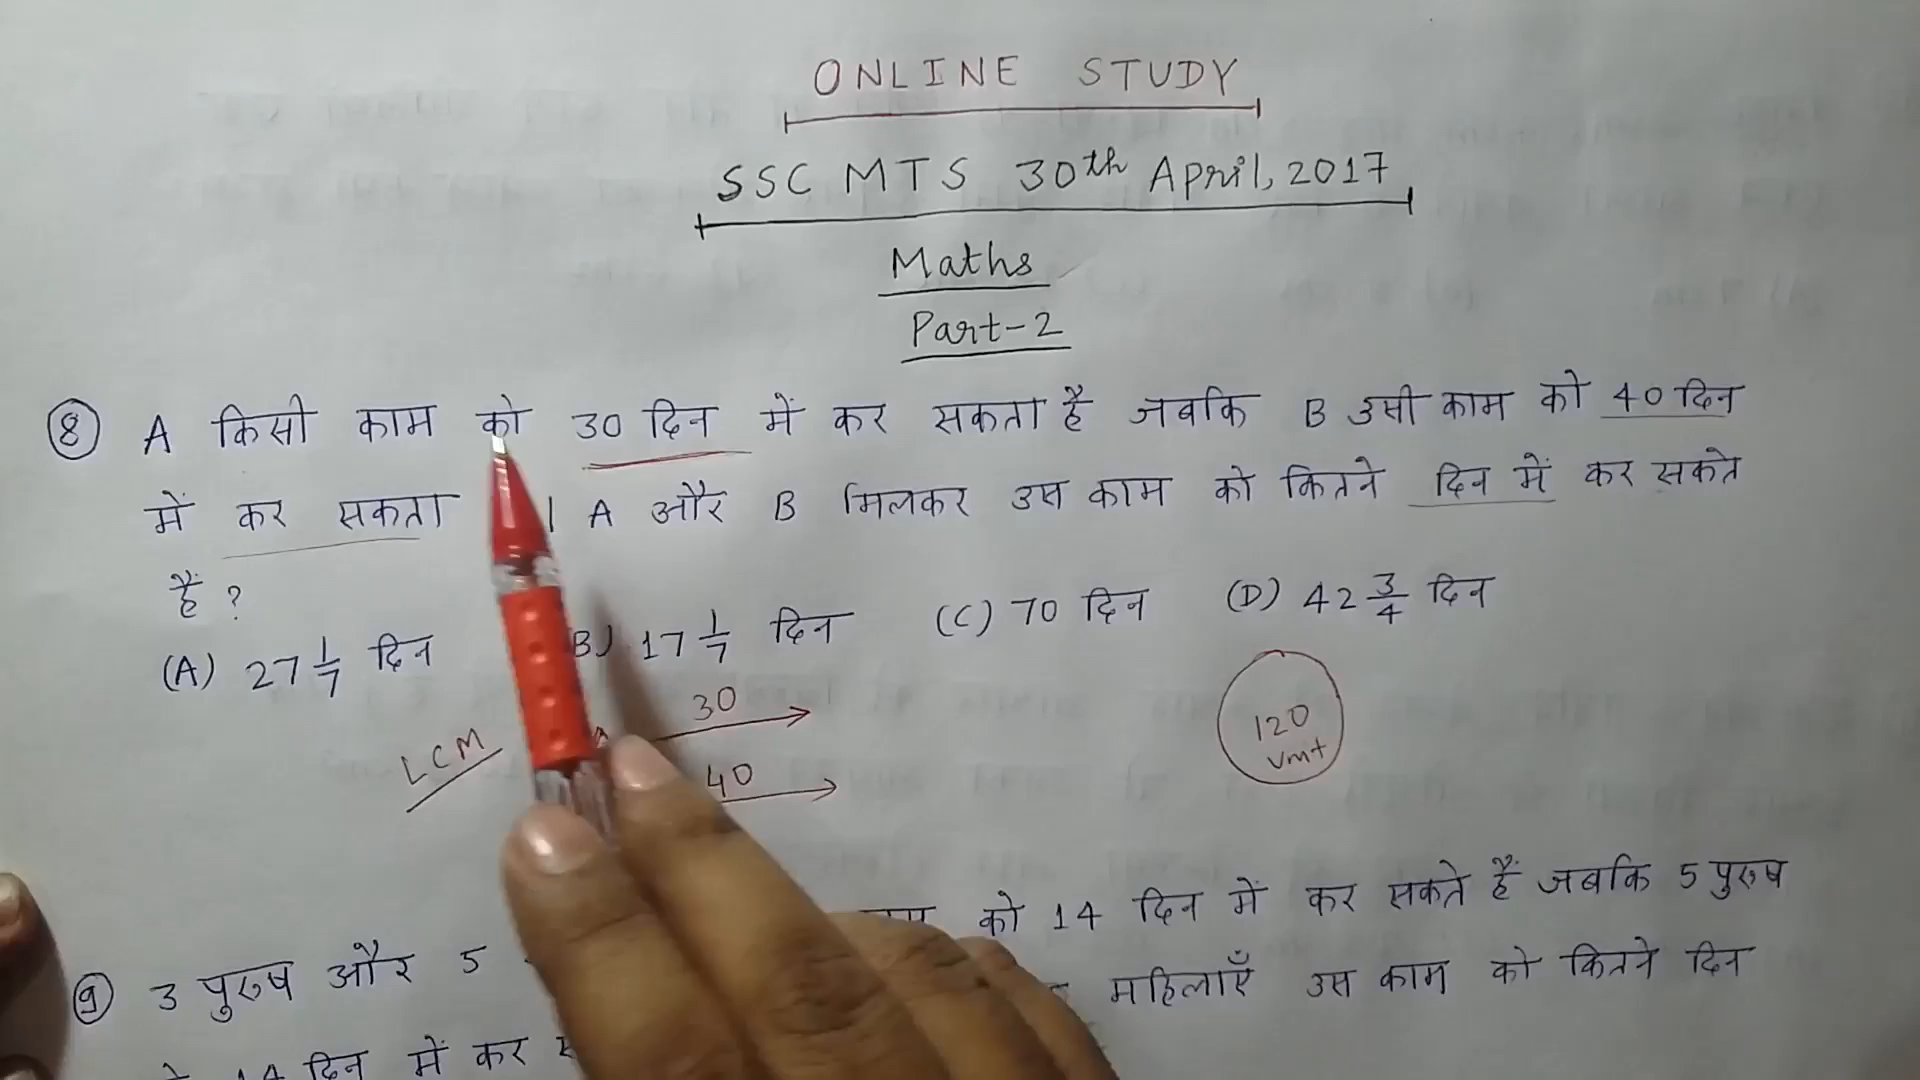 ONLINE STUDY
SSC MTS 30th April, 2017
Maths
Part-2
⑧ A किसी काम को 30 दिन में कर सकता है जबकि B उसी काम को 40 दिन
में कर सकता । A और B मिलकर उस काम को कितने दिन में कर सकते
हैं ?
(A) 27 1/7 दिन B) 17 1/7 दिन (C) 70 दिन (D) 42 3/4 दिन
LCM
30
40
120
Unit
⑨ 3 पुरुष और 5 को 14 दिन में कर सकते हैं जबकि 5 पुरुष
महिलाएँ उस काम को कितने दिन
14 दिन में कर